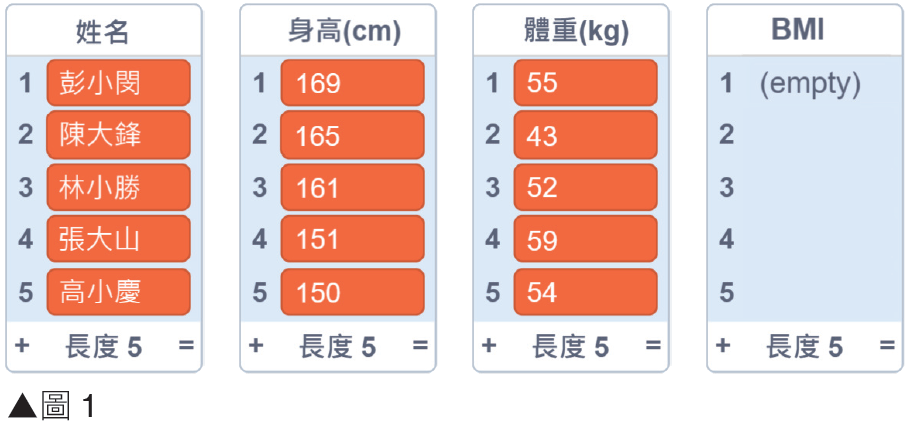 姓名 身高(cm) 體重(kg) BMI
1 彭小閔 1 169 1 55 1 (empty)
2 陳大鋒 2 165 2 43 2
3 林小勝 3 161 3 52 3
4 張大山 4 151 4 59 4
5 高小慶 5 150 5 54 5
+ 長度 5 = + 長度 5 = + 長度 5 = + 長度 5 =
▲圖 1